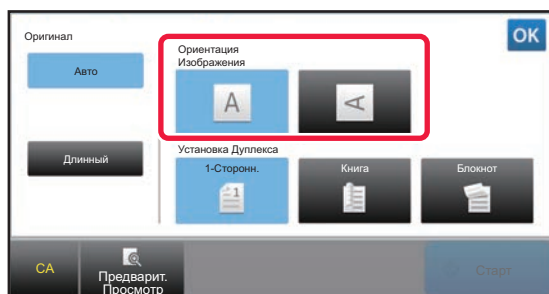 Оригинал
OK
Ориентация
Изображения
Авто
A
A
Установка Дуплекса
Длинный
1-Сторонн.
Книга
Блокнот
1
CA
Предварит.
Просмотр
Старт